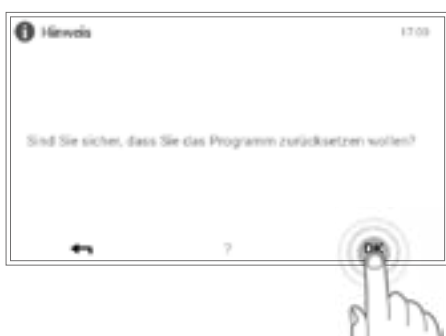 Hinweis 17:00
Sind Sie sicher, dass Sie das Programm zurücksetzen wollen?
?
OK